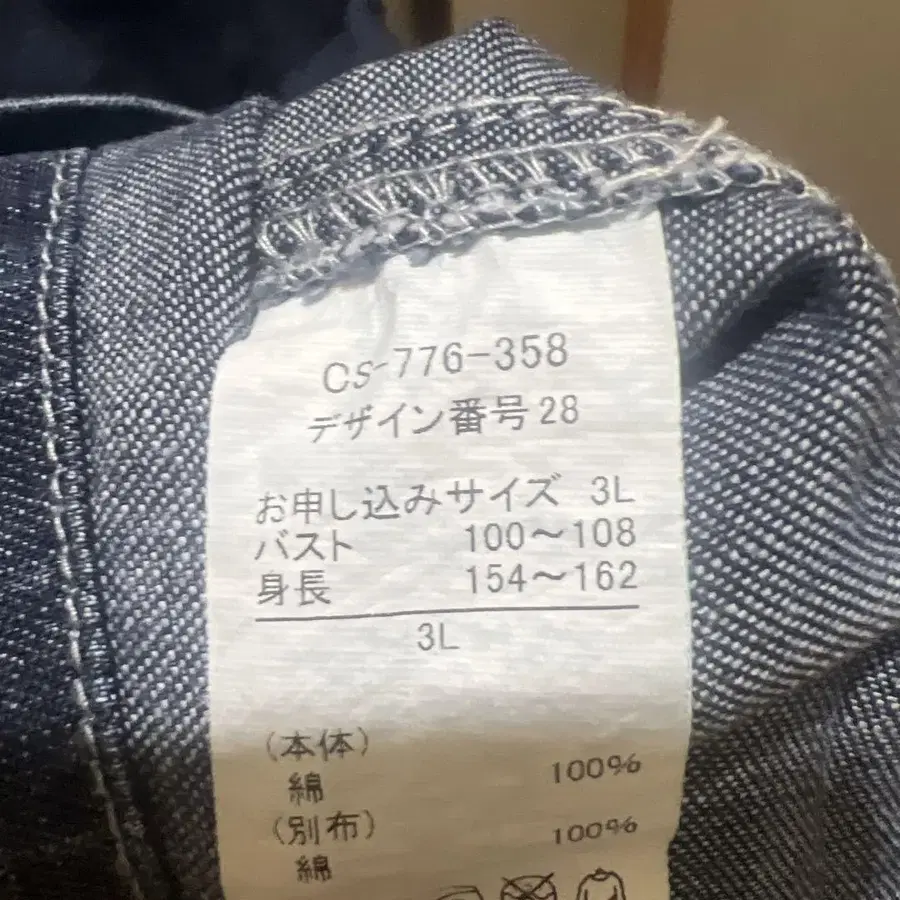 CS-776-358
デザイン番号28
お申し込みサイズ 3L
バスト 100～108
身長 154～162
3L
(本体)
綿 100%
(別布)
綿 100%